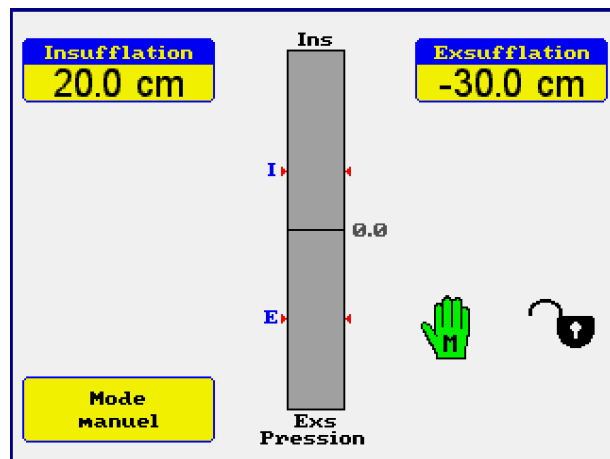 Insufflation
20.0 cm
Ins
Exsufflation
-30.0 cm
I
0.0
E
M
Mode
manuel
Exs
Pression